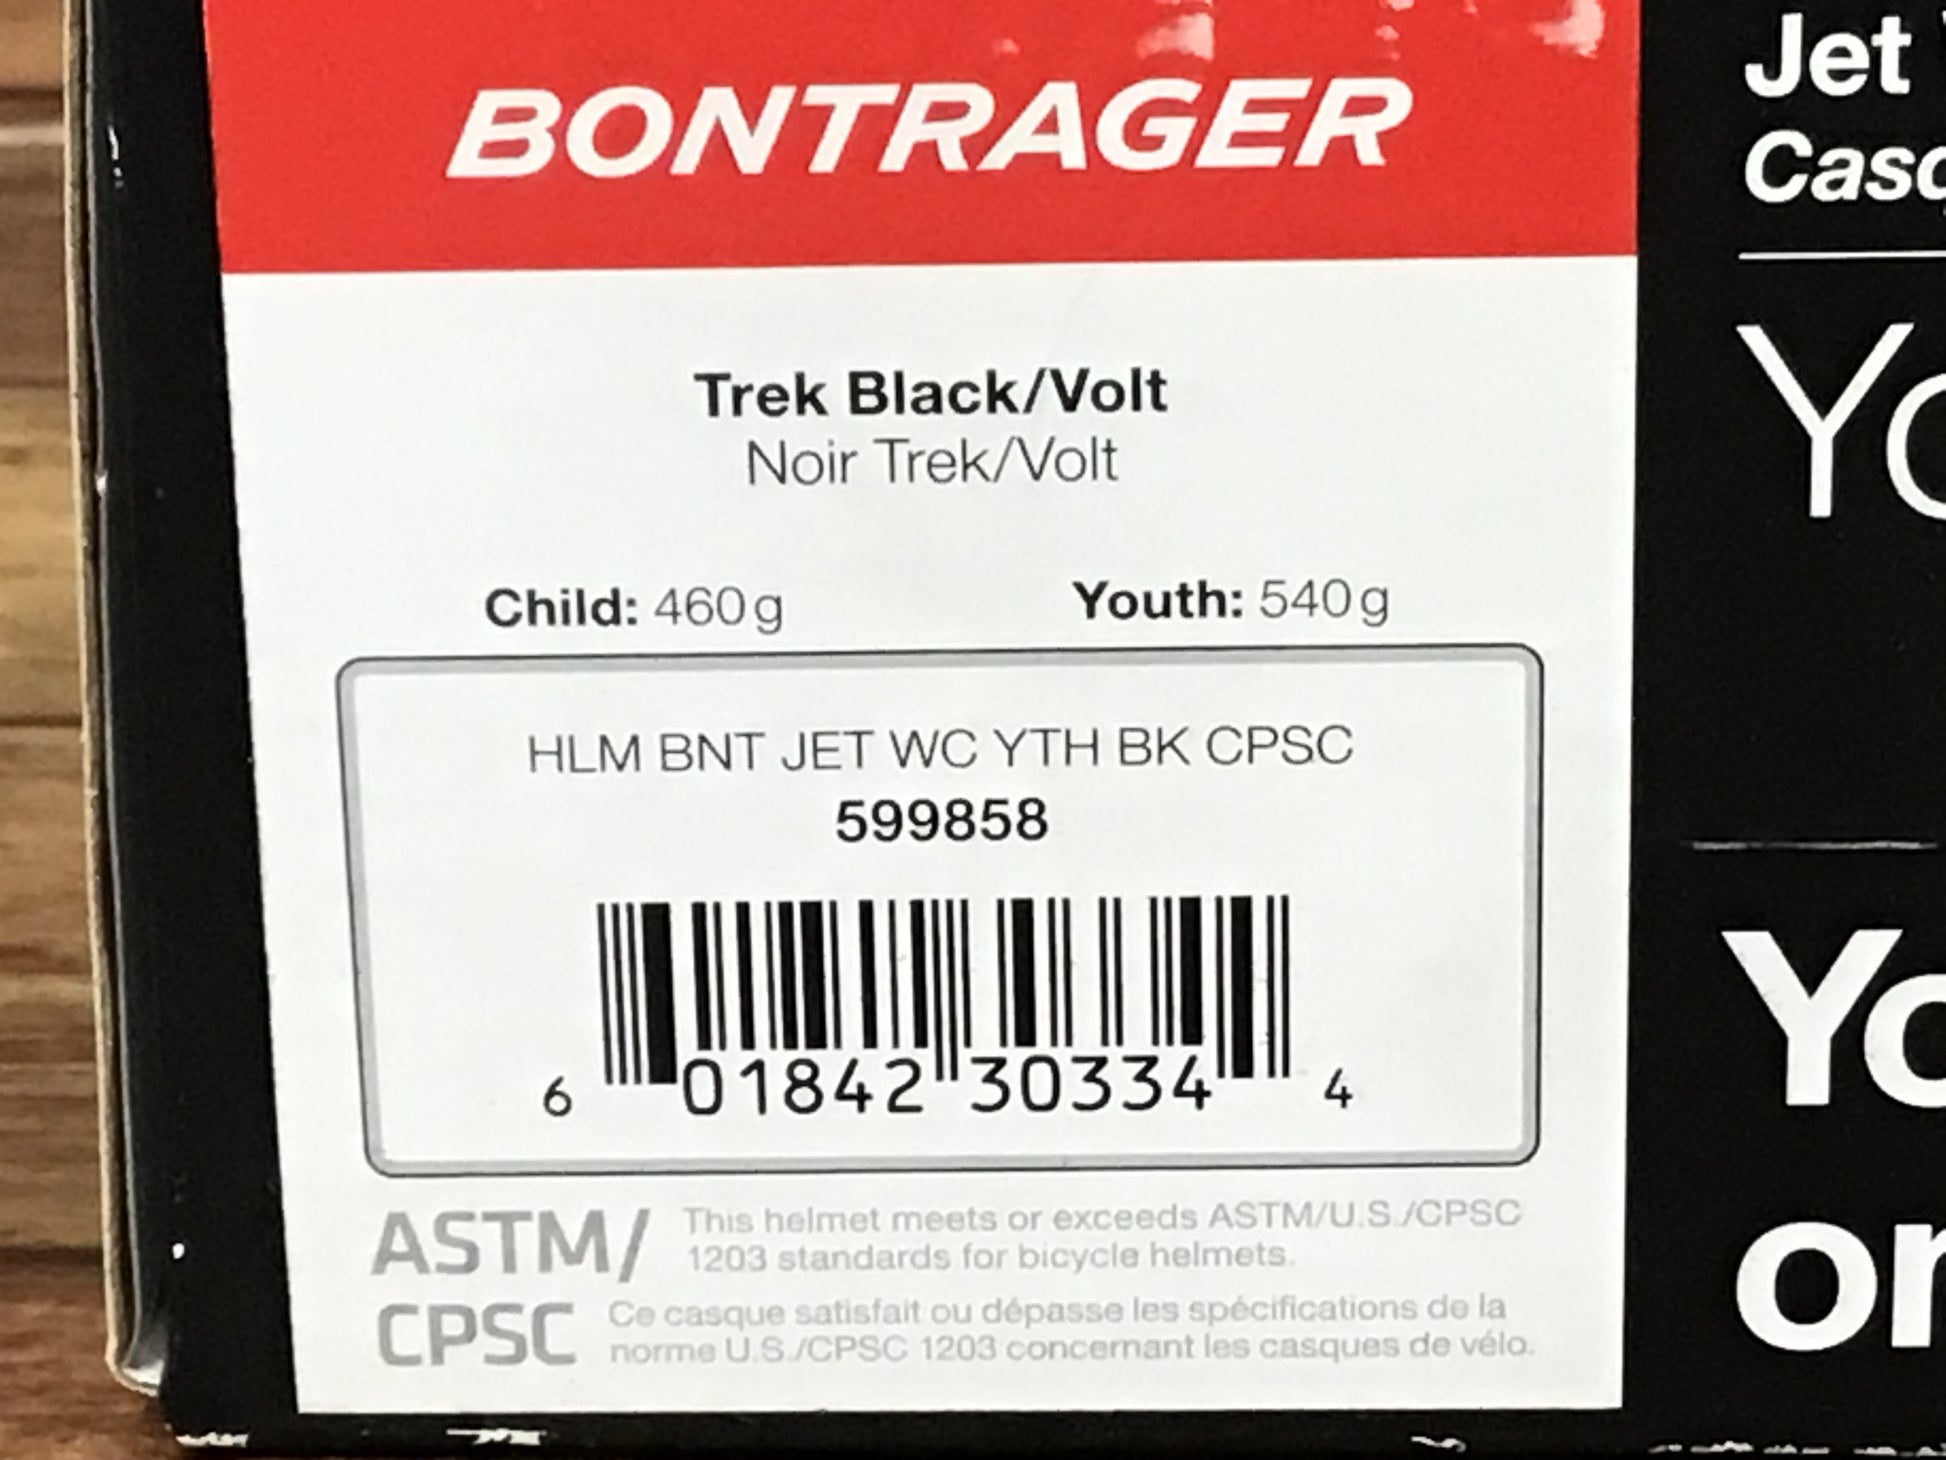 BONTRAGER
Trek Black/Volt
Noir Trek/Volt
Child: 460g
Youth: 540g
HLM BNT JET WC YTH BK CPSC
599858
6 01842 30334 4
ASTM/
CPSC
This helmet meets or exceeds ASTM/U.S./CPSC
1203 standards for bicycle helmets.
Ce casque satisfait ou dépasse les spécifications de la
norme U.S./CPSC 1203 concernant les casques de vélo.
Jet